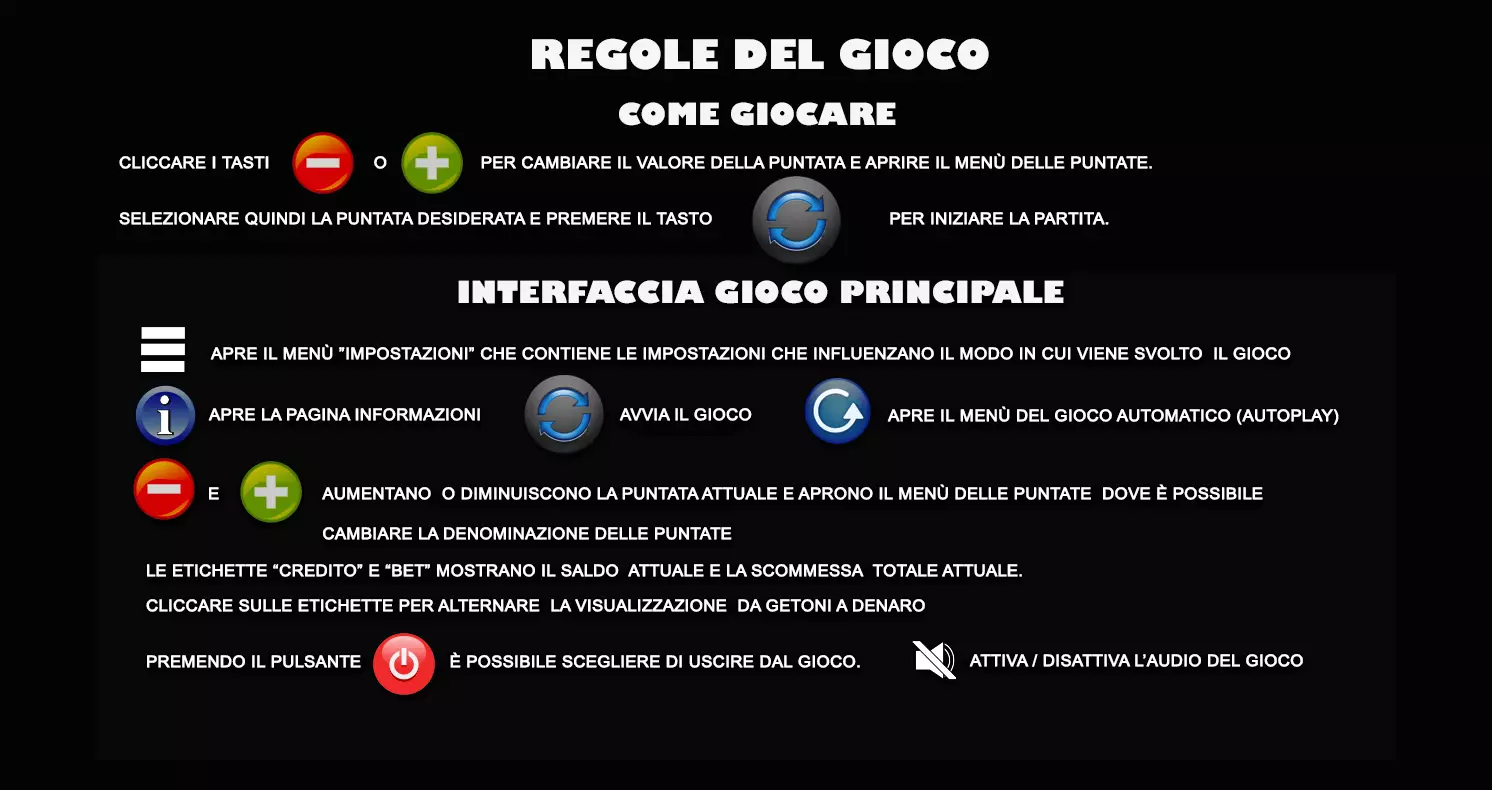 REGOLE DEL GIOCO
COME GIOCARE
CLICCARE I TASTI O PER CAMBIARE IL VALORE DELLA PUNTATA E APRIRE IL MENÙ DELLE PUNTATE.
SELEZIONARE QUINDI LA PUNTATA DESIDERATA E PREMERE IL TASTO PER INIZIARE LA PARTITA.
INTERFACCIA GIOCO PRINCIPALE
APRE IL MENÙ ”IMPOSTAZIONI” CHE CONTIENE LE IMPOSTAZIONI CHE INFLUENZANO IL MODO IN CUI VIENE SVOLTO IL GIOCO
APRE LA PAGINA INFORMAZIONI AVVIA IL GIOCO APRE IL MENÙ DEL GIOCO AUTOMATICO (AUTOPLAY)
E AUMENTANO O DIMINUISCONO LA PUNTATA ATTUALE E APRONO IL MENÙ DELLE PUNTATE DOVE È POSSIBILE
CAMBIARE LA DENOMINAZIONE DELLE PUNTATE
LE ETICHETTE “CREDITO” E “BET” MOSTRANO IL SALDO ATTUALE E LA SCOMMESSA TOTALE ATTUALE.
CLICCARE SULLE ETICHETTE PER ALTERNARE LA VISUALIZZAZIONE DA GETONI A DENARO
PREMENDO IL PULSANTE È POSSIBILE SCEGLIERE DI USCIRE DAL GIOCO. ATTIVA / DISATTIVA L’AUDIO DEL GIOCO